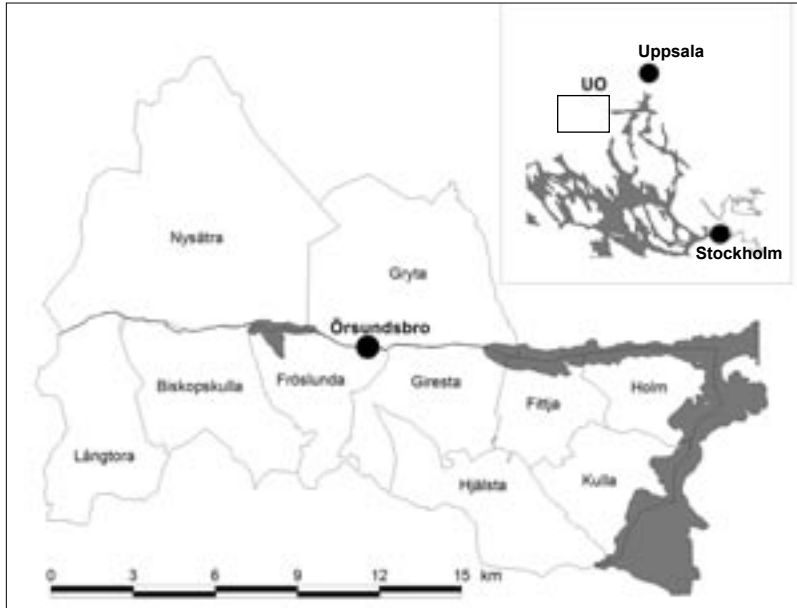 Uppsala
UO
Stockholm
Nysätra
Gryta
Örsundsbro
Biskopskulla
Fröslunda
Giresta
Fittja
Holm
Långtora
Hjälsta
Kulla
0 3 6 9 12 15 km